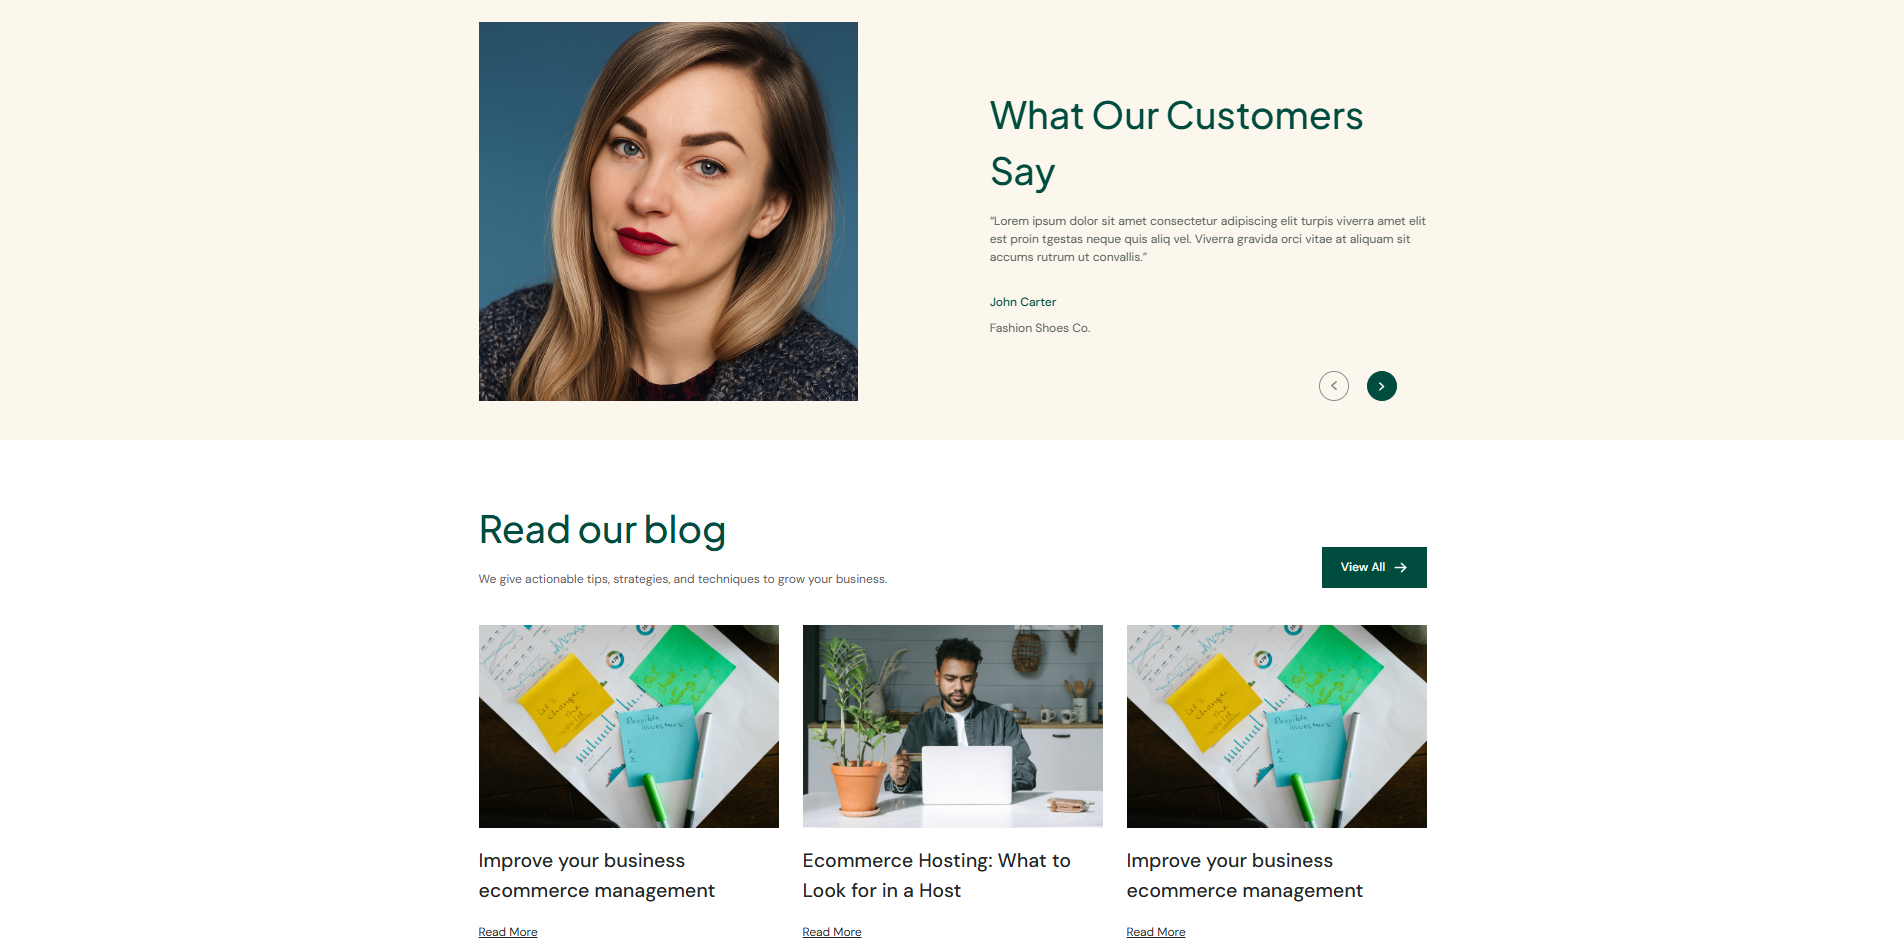 What Our Customers
Say
“Lorem ipsum dolor sit amet consectetur adipiscing elit turpis viverra amet elit
est proin tgestas neque quis aliq vel. Viverra gravida orci vitae at aliquam sit
accums rutrum ut convallis.”
John Carter
Fashion Shoes Co.
Read our blog
We give actionable tips, strategies, and techniques to grow your business.
View All
let's
change
the
world
Possible
investors:
1.
2.
3.
let's
change
the
world
Possible
investors:
1.
2.
3.
Improve your business
ecommerce management
Ecommerce Hosting: What to
Look for in a Host
Improve your business
ecommerce management
Read More
Read More
Read More